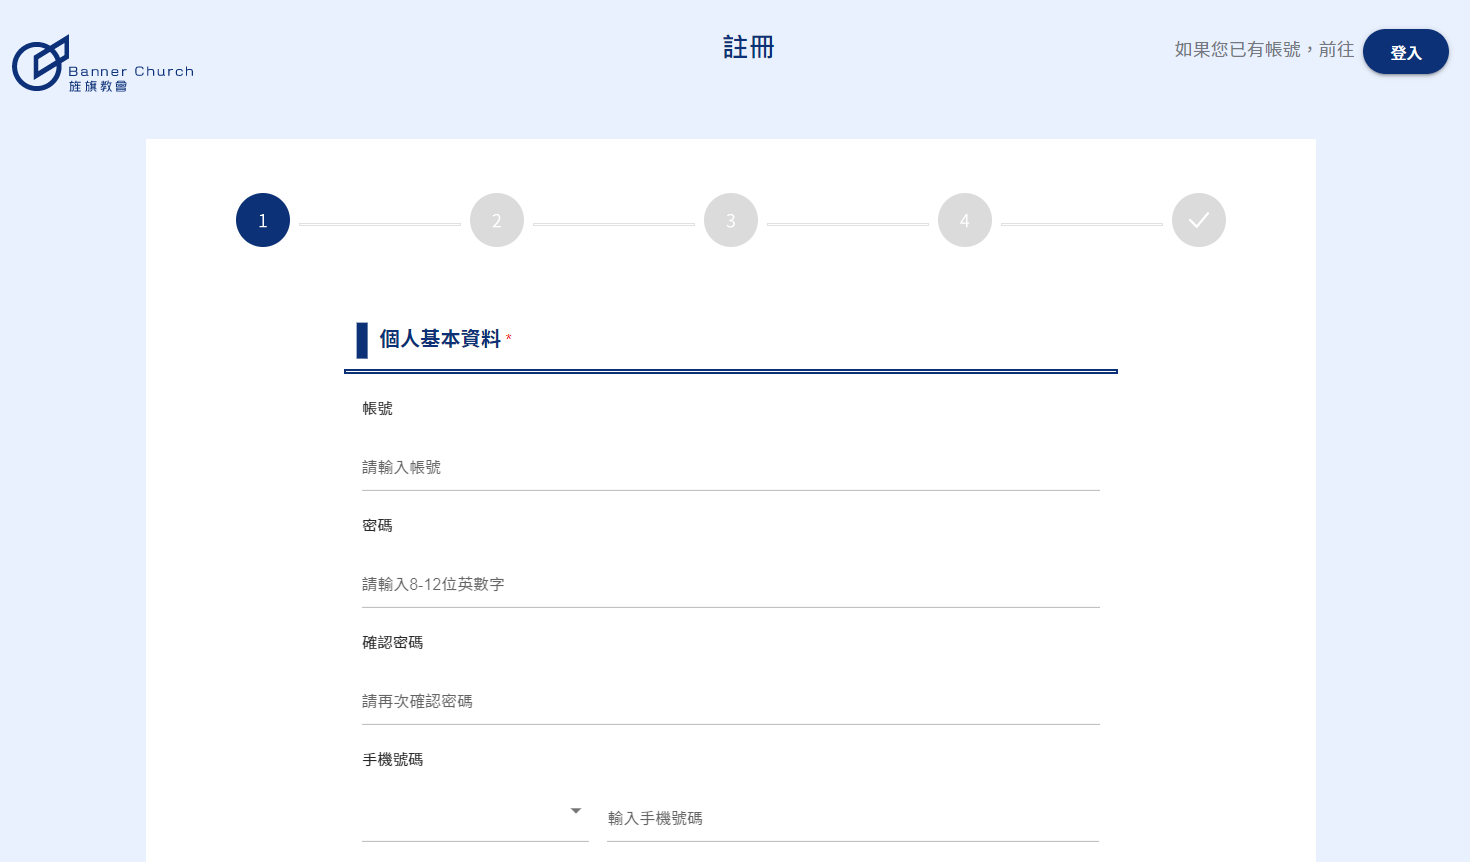 Banner Church
旌旗教會
註冊
如果您已有帳號，前往 登入
1 2 3 4
個人基本資料 *
帳號
請輸入帳號
密碼
請輸入8-12位英數字
確認密碼
請再次確認密碼
手機號碼
輸入手機號碼